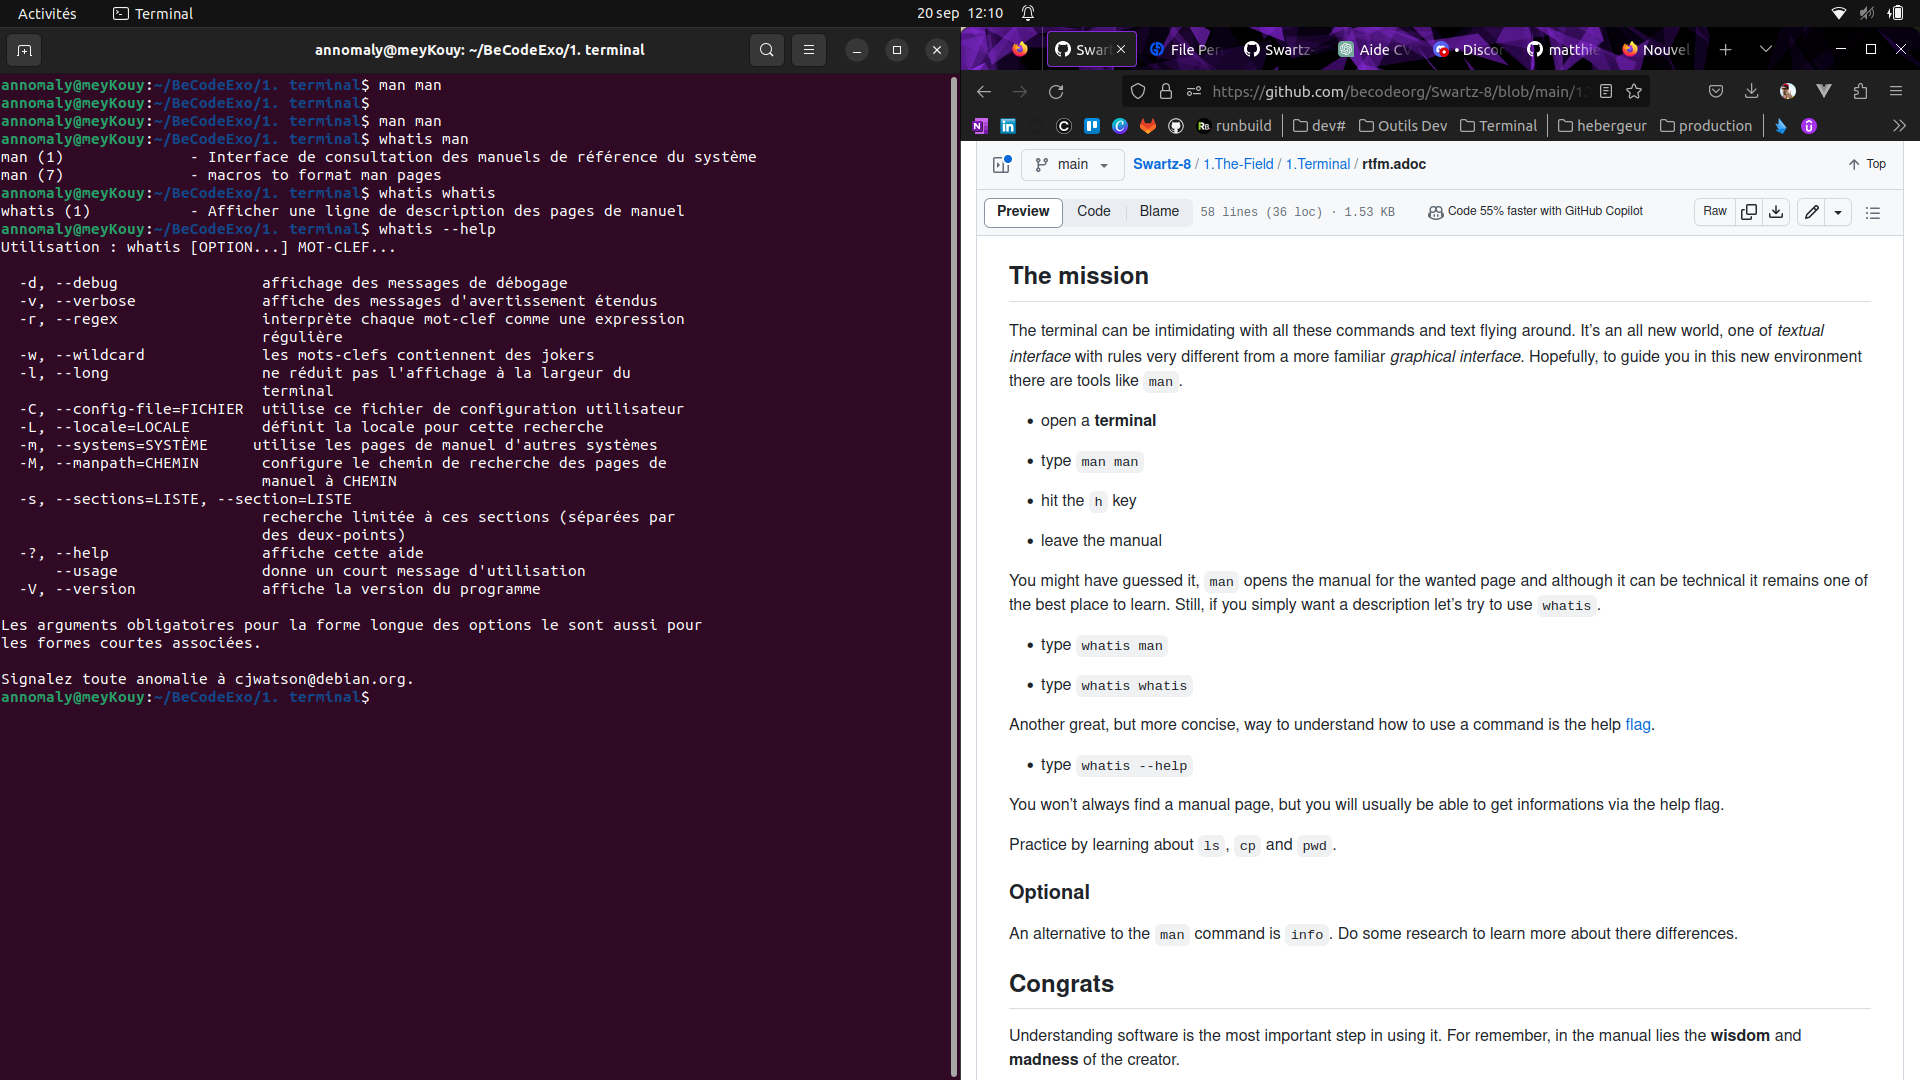 Activités
Terminal
20 sep 12:10
annomaly@meyKouy: ~/BeCodeExo/1. terminal
annomaly@meyKouy:~/BeCodeExo/1. terminal$ man man
annomaly@meyKouy:~/BeCodeExo/1. terminal$
annomaly@meyKouy:~/BeCodeExo/1. terminal$ man man
annomaly@meyKouy:~/BeCodeExo/1. terminal$ whatis man
man (1)              - Interface de consultation des manuels de référence du système
man (7)              - macros to format man pages
annomaly@meyKouy:~/BeCodeExo/1. terminal$ whatis whatis
whatis (1)           - Afficher une ligne de description des pages de manuel
annomaly@meyKouy:~/BeCodeExo/1. terminal$ whatis --help
Utilisation : whatis [OPTION...] MOT-CLEF...
-d, --debug                affichage des messages de débogage
-v, --verbose              affiche des messages d'avertissement étendus
-r, --regex                interprète chaque mot-clef comme une expression
régulière
-w, --wildcard             les mots-clefs contiennent des jokers
-l, --long                 ne réduit pas l'affichage à la largeur du
terminal
-C, --config-file=FICHIER  utilise ce fichier de configuration utilisateur
-L, --locale=LOCALE        définit la locale pour cette recherche
-m, --systems=SYSTÈME     utilise les pages de manuel d'autres systèmes
-M, --manpath=CHEMIN       configure le chemin de recherche des pages de
manuel à CHEMIN
-s, --sections=LISTE, --section=LISTE
recherche limitée à ces sections (séparées par
des deux-points)
-?, --help                 affiche cette aide
--usage                donne un court message d'utilisation
-V, --version              affiche la version du programme
Les arguments obligatoires pour la forme longue des options le sont aussi pour
les formes courtes associées.
Signalez toute anomalie à cjwatson@debian.org.
annomaly@meyKouy:~/BeCodeExo/1. terminal$
Swart
File Per
Swartz-
Aide CV
• Discor
matthie
Nouvel
https://github.com/becodeorg/Swartz-8/blob/main/1.
runbuild
dev#
Outils Dev
Terminal
hebergeur
production
main
Swartz-8 / 1.The-Field / 1.Terminal / rtfm.adoc
Top
Preview
Code
Blame
58 lines (36 loc) · 1.53 KB
Code 55% faster with GitHub Copilot
Raw
The mission
The terminal can be intimidating with all these commands and text flying around. It’s an all new world, one of textual
interface with rules very different from a more familiar graphical interface. Hopefully, to guide you in this new environment
there are tools like man.
• open a terminal
• type man man
• hit the h key
• leave the manual
You might have guessed it, man opens the manual for the wanted page and although it can be technical it remains one of
the best place to learn. Still, if you simply want a description let’s try to use whatis.
• type whatis man
• type whatis whatis
Another great, but more concise, way to understand how to use a command is the help flag.
• type whatis --help
You won’t always find a manual page, but you will usually be able to get informations via the help flag.
Practice by learning about ls, cp and pwd.
Optional
An alternative to the man command is info. Do some research to learn more about there differences.
Congrats
Understanding software is the most important step in using it. For remember, in the manual lies the wisdom and
madness of the creator.